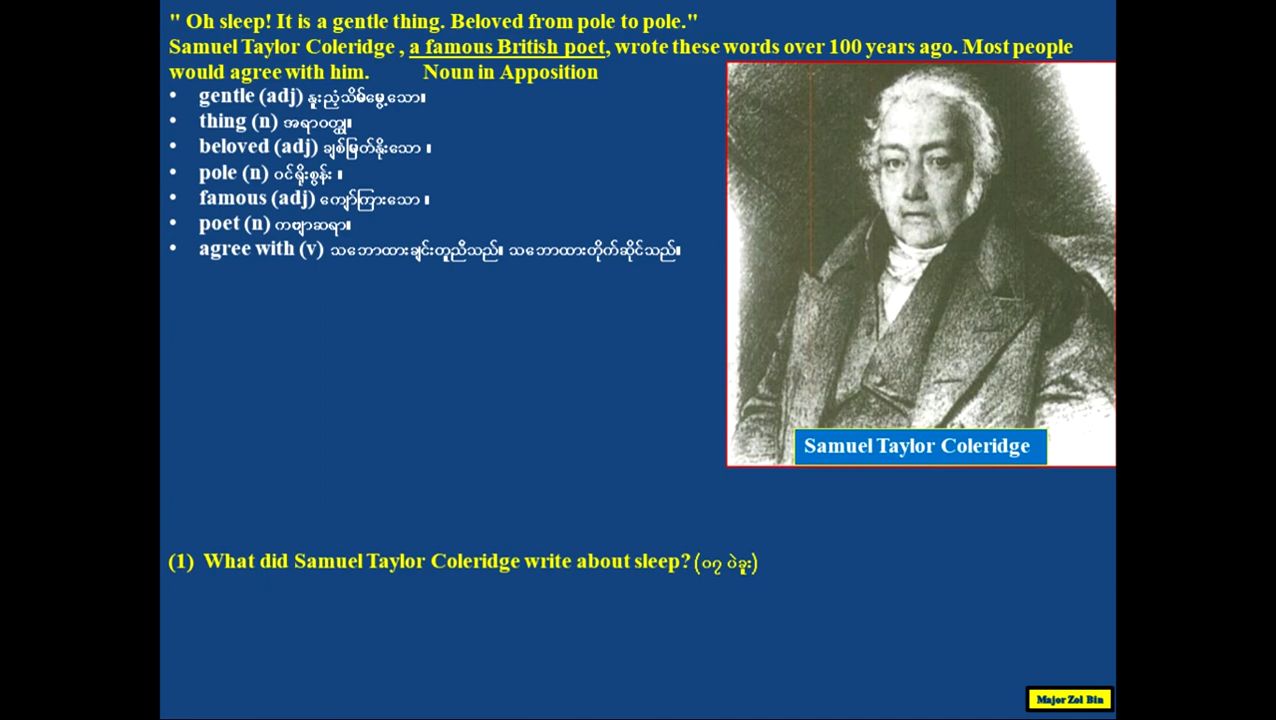 " Oh sleep! It is a gentle thing. Beloved from pole to pole."
Samuel Taylor Coleridge , a famous British poet, wrote these words over 100 years ago. Most people
would agree with him. Noun in Apposition
• gentle (adj) နူးညံ့သိမ်မွေ့သော။
• thing (n) အရာဝတ္ထု။
• beloved (adj) ချစ်မြတ်နိုးသော ။
• pole (n) ဝင်ရိုးစွန်း ။
• famous (adj) ကျော်ကြားသော ။
• poet (n) ကဗျာဆရာ။
• agree with (v) သဘောထားချင်းတူညီသည်။ သဘောထားတိုက်ဆိုင်သည်။
Samuel Taylor Coleridge
(1) What did Samuel Taylor Coleridge write about sleep? (၀၇ ပဲခူး)
Major Zol Bin